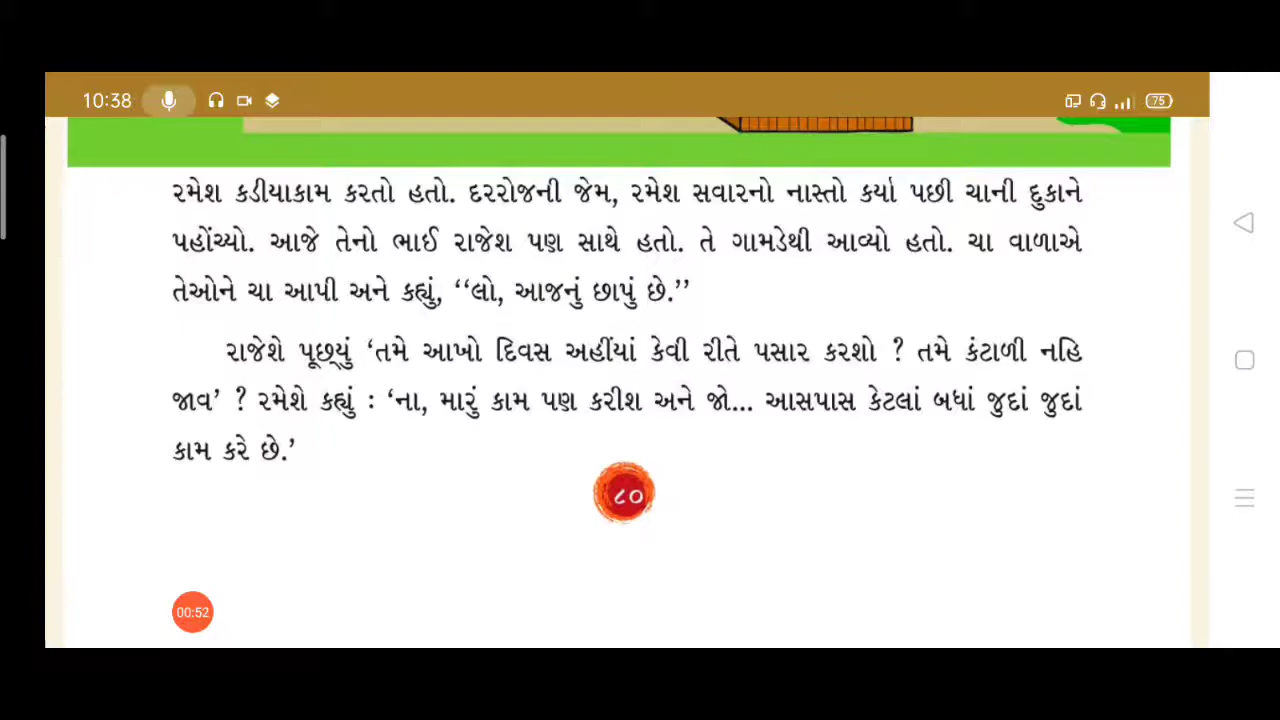 10:38
75
રમેશ કડીયાકામ કરતો હતો. દરરોજની જેમ, રમેશ સવારનો નાસ્તો કર્યા પછી ચાની દુકાને
પહોંચ્યો. આજે તેનો ભાઈ રાજેશ પણ સાથે હતો. તે ગામડેથી આવ્યો હતો. ચા વાળાએ
તેઓને ચા આપી અને કહ્યું, ‘‘લો, આજનું છાપું છે.’’
રાજેશે પૂછ્યું ‘તમે આખો દિવસ અહીંયાં કેવી રીતે પસાર કરશો ? તમે કંટાળી નહિ
જાવ’ ? રમેશે કહ્યું : ‘ના, મારું કામ પણ કરીશ અને જો... આસપાસ કેટલાં બધાં જુદાં જુદાં
કામ કરે છે.’
૮૦
00:52